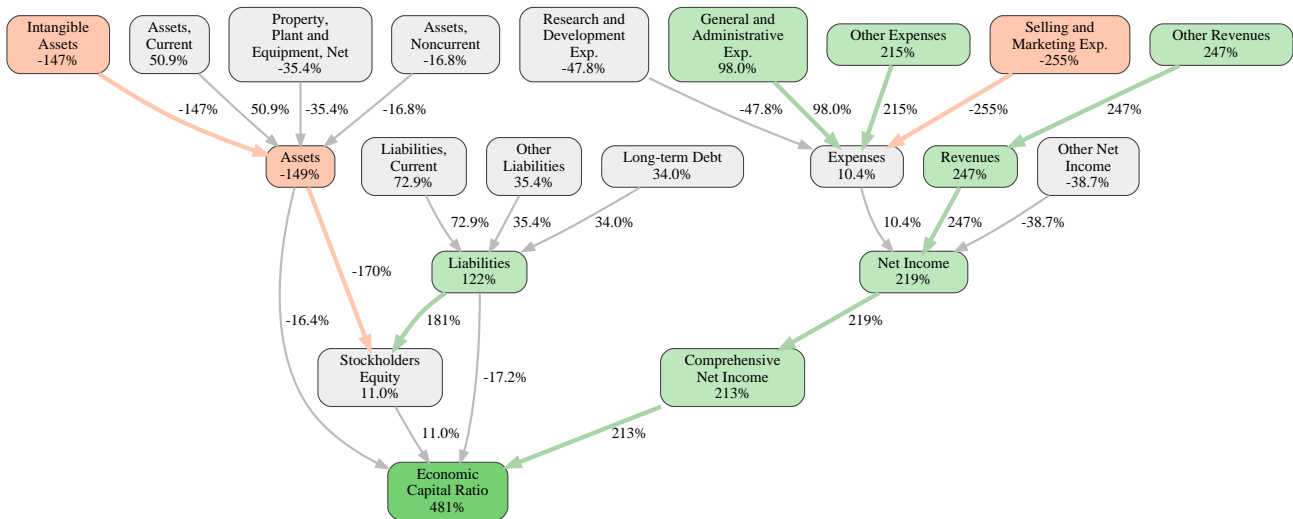 Intangible
Assets
-147%
Assets,
Current
50.9%
Property,
Plant and
Equipment, Net
-35.4%
Assets,
Noncurrent
-16.8%
Research and
Development
Exp.
-47.8%
General and
Administrative
Exp.
98.0%
Other Expenses
215%
Selling and
Marketing Exp.
-255%
Other Revenues
247%
-147%
50.9%
-35.4%
-16.8%
-47.8%
98.0%
215%
-255%
247%
Assets
-149%
Liabilities,
Current
72.9%
Other
Liabilities
35.4%
Long-term Debt
34.0%
Expenses
10.4%
Revenues
247%
Other Net
Income
-38.7%
72.9%
35.4%
34.0%
10.4%
247%
-38.7%
-170%
Liabilities
122%
Net Income
219%
-16.4%
181%
219%
Stockholders
Equity
11.0%
-17.2%
Comprehensive
Net Income
213%
11.0%
213%
Economic
Capital Ratio
481%